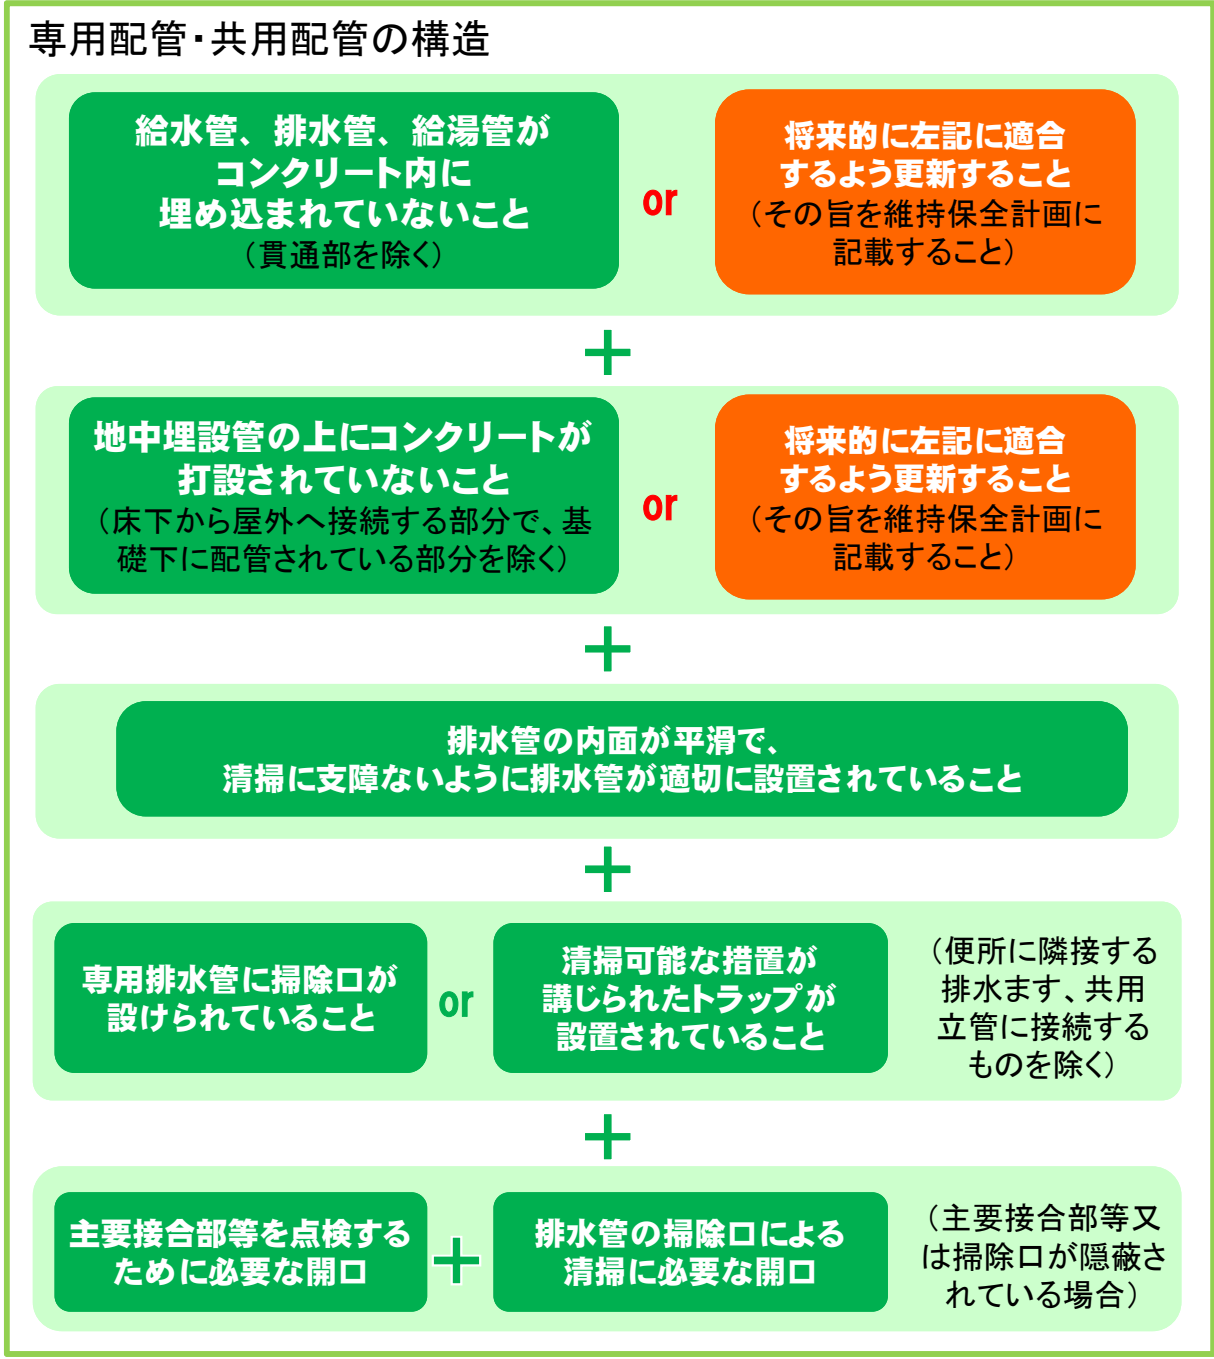 専用配管・共用配管の構造
給水管、排水管、給湯管が
コンクリート内に
埋め込まれていないこと
（貫通部を除く）
or
将来的に左記に適合
するよう更新すること
（その旨を維持保全計画に
記載すること）
＋
地中埋設管の上にコンクリートが
打設されていないこと
（床下から屋外へ接続する部分で、基
礎下に配管されている部分を除く）
or
将来的に左記に適合
するよう更新すること
（その旨を維持保全計画に
記載すること）
＋
排水管の内面が平滑で、
清掃に支障ないように排水管が適切に設置されていること
＋
専用排水管に掃除口が
設けられていること
or
清掃可能な措置が
講じられたトラップが
設置されていること
（便所に隣接する
排水ます、共用
立管に接続する
ものを除く）
＋
主要接合部等を点検する
ために必要な開口
＋
排水管の掃除口による
清掃に必要な開口
（主要接合部等又
は掃除口が隠蔽さ
れている場合）